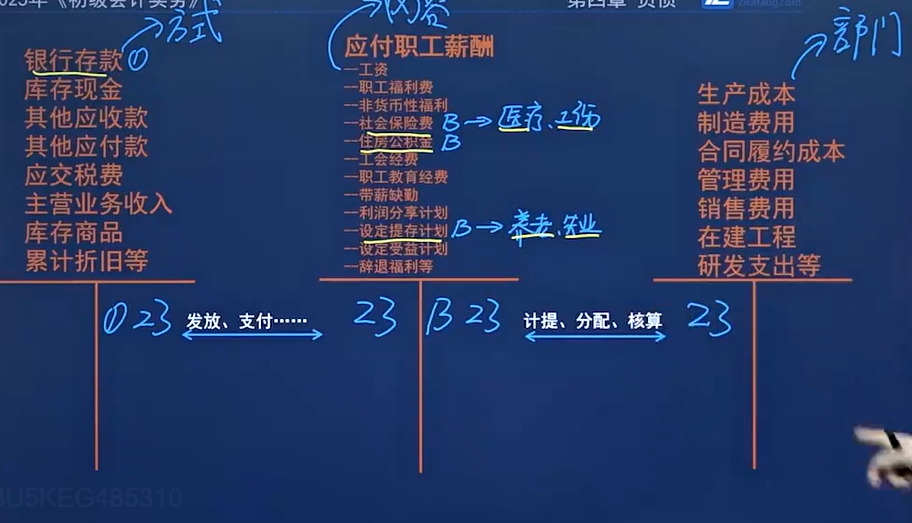 2023年《初级会计实务》
第四章 负债
zixatang.com
方式
内容
部门
银行存款 ①
库存现金
其他应收款
其他应付款
应交税费
主营业务收入
库存商品
累计折旧等
应付职工薪酬
—工资
—职工福利费
—非货币性福利
—社会保险费 B→医疗、工伤
—住房公积金 B
—工会经费
—职工教育经费
—带薪缺勤
—利润分享计划
—设定提存计划 B→养老、失业
—设定受益计划
—辞退福利等
生产成本
制造费用
合同履约成本
管理费用
销售费用
在建工程
研发支出等
① 23 发放、支付…… 23 B 23 计提、分配、核算 23
BU5KEG485310